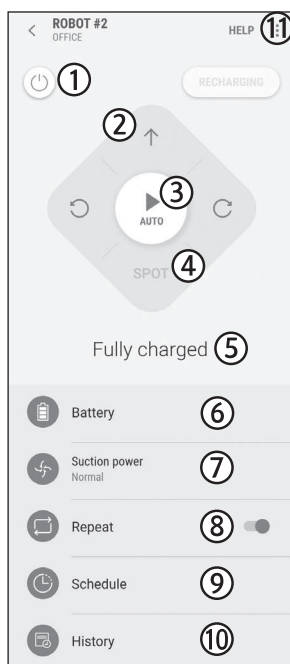 ROBOT #2
OFFICE
HELP
11
1
RECHARGING
2
3
AUTO
SPOT
4
Fully charged 5
Battery 6
Suction power
Normal
7
Repeat 8
Schedule 9
History 10